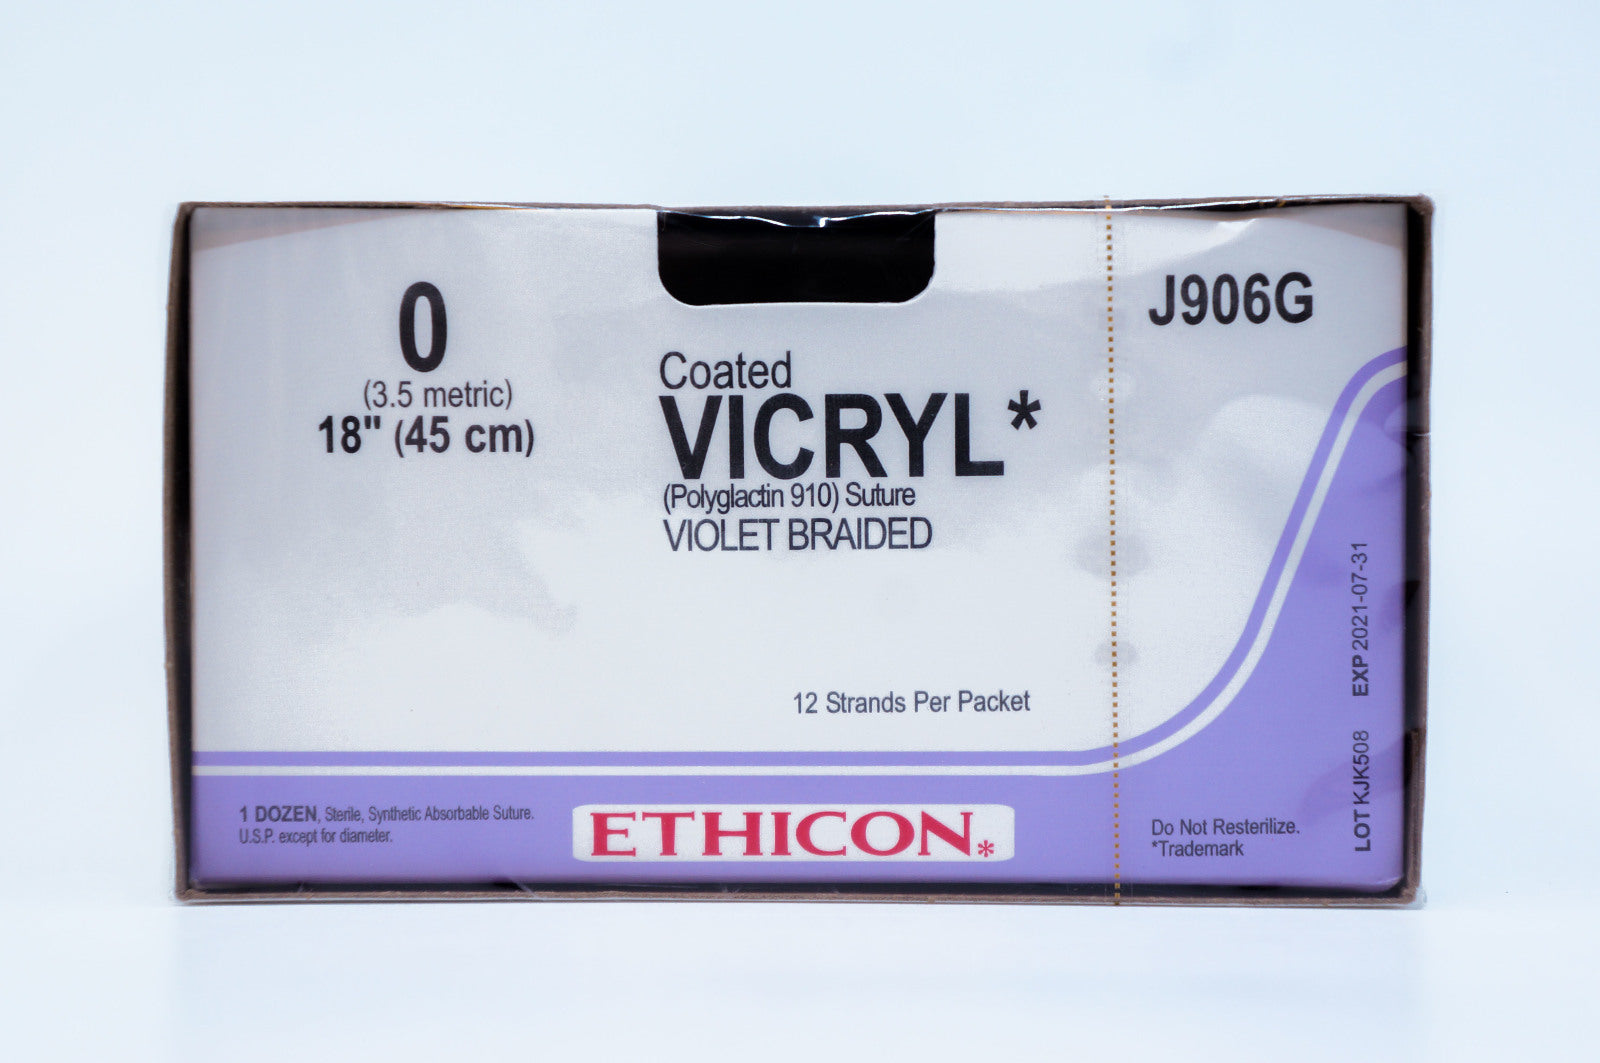 0
(3.5 metric)
18" (45 cm)
Coated
VICRYL*
(Polyglactin 910) Suture
VIOLET BRAIDED
12 Strands Per Packet
J906G
1 DOZEN, Sterile, Synthetic Absorbable Suture.
U.S.P. except for diameter.
ETHICON*
Do Not Resterilize.
*Trademark
LOT KJK508 EXP 2021-07-31